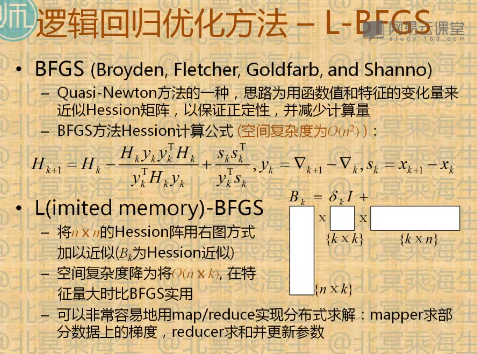 逻辑回归优化方法 – L-BFGS
• BFGS (Broyden, Fletcher, Goldfarb, and Shanno)
– Quasi-Newton方法的一种，思路为用函数值和特征的变化量来
近似Hession矩阵，以保证正定性，并减少计算量
– BFGS方法Hession计算公式 (空间复杂度为O(n²))：
H_{k+1} = H_k - \frac{H_k y_k y_k^T H_k}{y_k^T H_k y_k} + \frac{s_k s_k^T}{y_k^T s_k}, y_k = ∇_{k+1} - ∇_k, s_k = x_{k+1} - x_k
• L(imited memory)-BFGS
– 将n x n的Hession阵用右图方式
加以近似(B_k为Hession近似)
– 空间复杂度降为将O(n x k), 在特
征量大时比BFGS实用
– 可以非常容易地用map/reduce实现分布式求解：mapper求部
分数据上的梯度，reducer求和并更新参数
B_k = δ_k I +
x x
{k×k} {k×n}
{n×k}